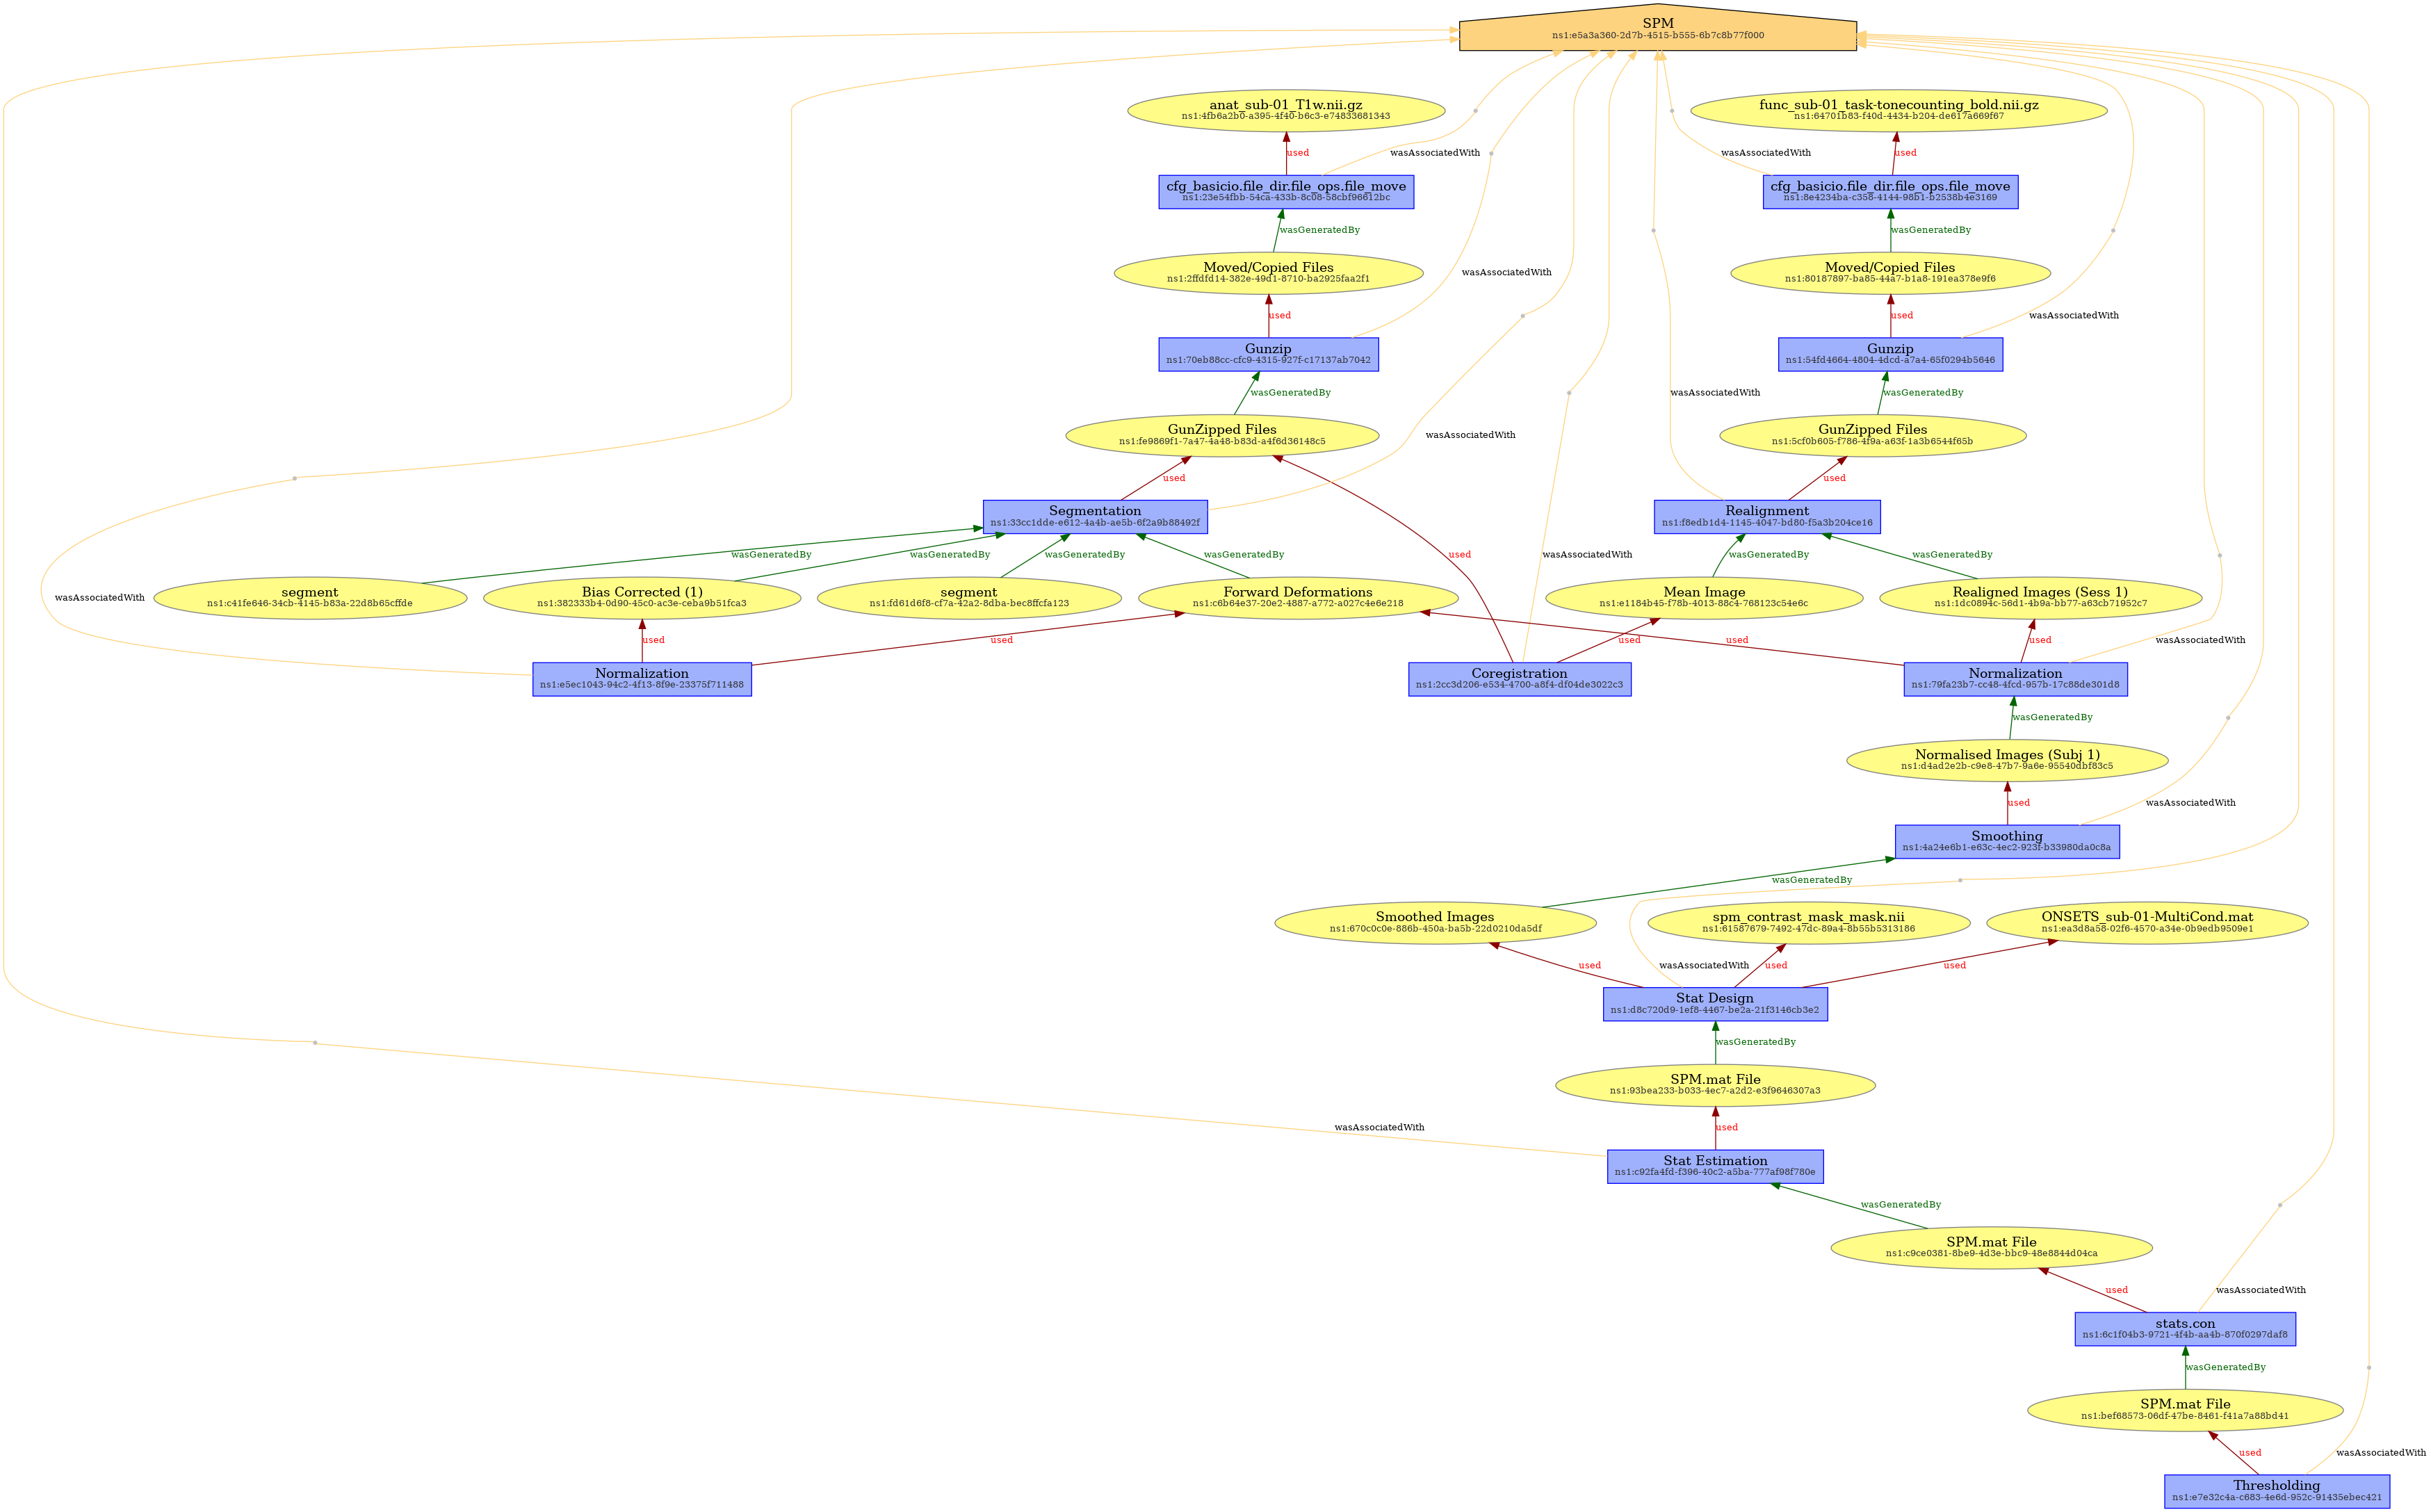 SPM
ns1:e5a3a360-2d7b-4515-b555-6b7c8b77f000
anat_sub-01_T1w.nii.gz
ns1:4fb6a2b0-a395-4f40-b6c3-e74833681343
func_sub-01_task-tonecounting_bold.nii.gz
ns1:64701b83-f40d-4434-b204-de617a669f67
used
wasAssociatedWith
wasAssociatedWith
used
cfg_basicio.file_dir.file_ops.file_move
ns1:23e54fbb-54ca-433b-8c08-58cbf96612bc
cfg_basicio.file_dir.file_ops.file_move
ns1:8e4234ba-c358-4144-98b1-b2538b4e3169
wasGeneratedBy
wasGeneratedBy
Moved/Copied Files
ns1:2ffdfd14-382e-49d1-8710-ba2925faa2f1
wasAssociatedWith
Moved/Copied Files
ns1:80187897-ba85-44a7-b1a8-191ea378e9f6
used
used
wasAssociatedWith
Gunzip
ns1:70eb88cc-cfc9-4315-927f-c17137ab7042
Gunzip
ns1:54fd4664-4804-4dcd-a7a4-65f0294b5646
wasGeneratedBy
wasAssociatedWith
wasGeneratedBy
GunZipped Files
ns1:fe9869f1-7a47-4a48-b83d-a4f6d36148c5
wasAssociatedWith
GunZipped Files
ns1:5cf0b605-f786-4f9a-a63f-1a3b6544f65b
used
used
Segmentation
ns1:33cc1dde-e612-4a4b-ae5b-6f2a9b88492f
Realignment
ns1:f8edb1d4-1145-4047-bd80-f5a3b204ce16
wasGeneratedBy
wasGeneratedBy
wasGeneratedBy
wasGeneratedBy
used
wasAssociatedWith
wasGeneratedBy
wasGeneratedBy
wasAssociatedWith
segment
ns1:c41fe646-34cb-4145-b83a-22d8b65cffde
Bias Corrected (1)
ns1:382333b4-0d90-45c0-ac3e-ceba9b51fca3
segment
ns1:fd61d6f8-cf7a-42a2-8dba-bec8ffcfa123
Forward Deformations
ns1:c6b64e37-20e2-4887-a772-a027c4e6e218
Mean Image
ns1:e1184b45-f78b-4013-88c4-768123c54e6c
Realigned Images (Sess 1)
ns1:1dc0894c-56d1-4b9a-bb77-a63cb71952c7
used
used
used
used
used
wasAssociatedWith
Normalization
ns1:e5ec1043-94c2-4f13-8f9e-23375f711488
Coregistration
ns1:2cc3d206-e534-4700-a8f4-df04de3022c3
Normalization
ns1:79fa23b7-cc48-4fcd-957b-17c88de301d8
wasGeneratedBy
Normalised Images (Subj 1)
ns1:d4ad2e2b-c9e8-47b7-9a6e-95540dbf83c5
used
wasAssociatedWith
Smoothing
ns1:4a24e6b1-e63c-4ec2-923f-b33980da0c8a
wasGeneratedBy
Smoothed Images
ns1:670c0c0e-886b-450a-ba5b-22d0210da5df
spm_contrast_mask_mask.nii
ns1:61587679-7492-47dc-89a4-8b55b5313186
ONSETS_sub-01-MultiCond.mat
ns1:ea3d8a58-02f6-4570-a34e-0b9edb9509e1
used
wasAssociatedWith
used
used
Stat Design
ns1:d8c720d9-1ef8-4467-be2a-21f3146cb3e2
wasGeneratedBy
SPM.mat File
ns1:93bea233-b033-4ec7-a2d2-e3f9646307a3
wasAssociatedWith
used
Stat Estimation
ns1:c92fa4fd-f396-40c2-a5ba-777af98f780e
wasGeneratedBy
SPM.mat File
ns1:c9ce0381-8be9-4d3e-bbc9-48e8844d04ca
used
wasAssociatedWith
stats.con
ns1:6c1f04b3-9721-4f4b-aa4b-870f0297daf8
wasGeneratedBy
SPM.mat File
ns1:bef68573-06df-47be-8461-f41a7a88bd41
used
wasAssociatedWith
Thresholding
ns1:e7e32c4a-c683-4e6d-952c-91435ebec421